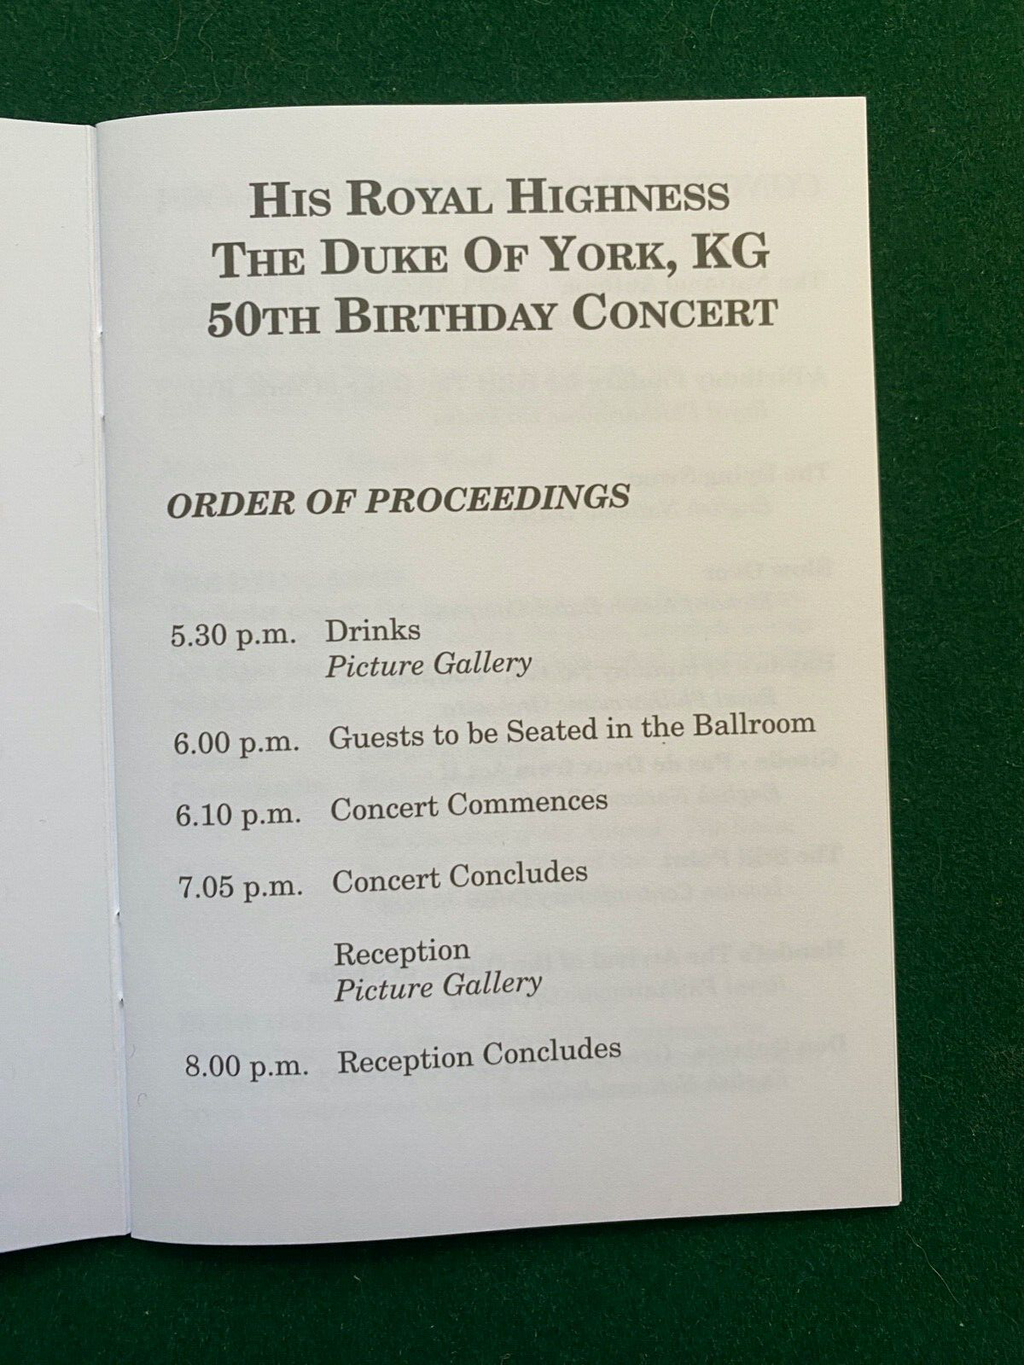 HIS ROYAL HIGHNESS
THE DUKE OF YORK, KG
50TH BIRTHDAY CONCERT
ORDER OF PROCEEDINGS
5.30 p.m. Drinks
Picture Gallery
6.00 p.m. Guests to be Seated in the Ballroom
6.10 p.m. Concert Commences
7.05 p.m. Concert Concludes
Reception
Picture Gallery
8.00 p.m. Reception Concludes